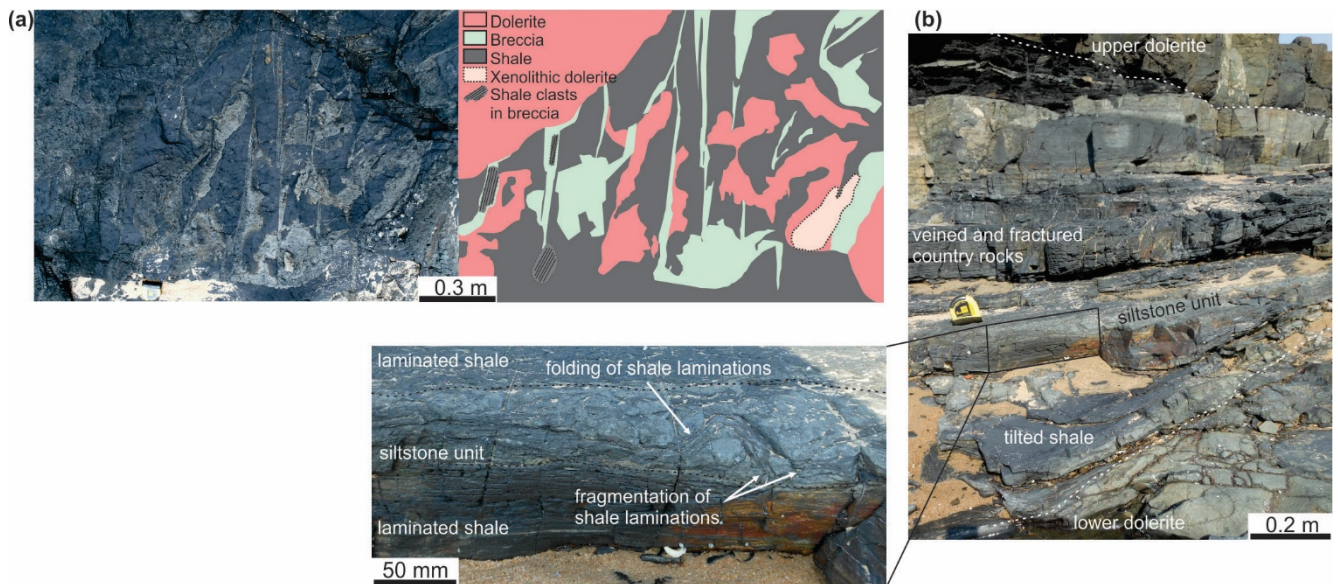 (a)
Dolerite
Breccia
Shale
Xenolithic dolerite
Shale clasts
in breccia
0.3 m
(b)
upper dolerite
veined and fractured
country rocks
siltstone unit
tilted shale
lower dolerite
0.2 m
laminated shale
folding of shale laminations
siltstone unit
fragmentation of
shale laminations.
laminated shale
50 mm